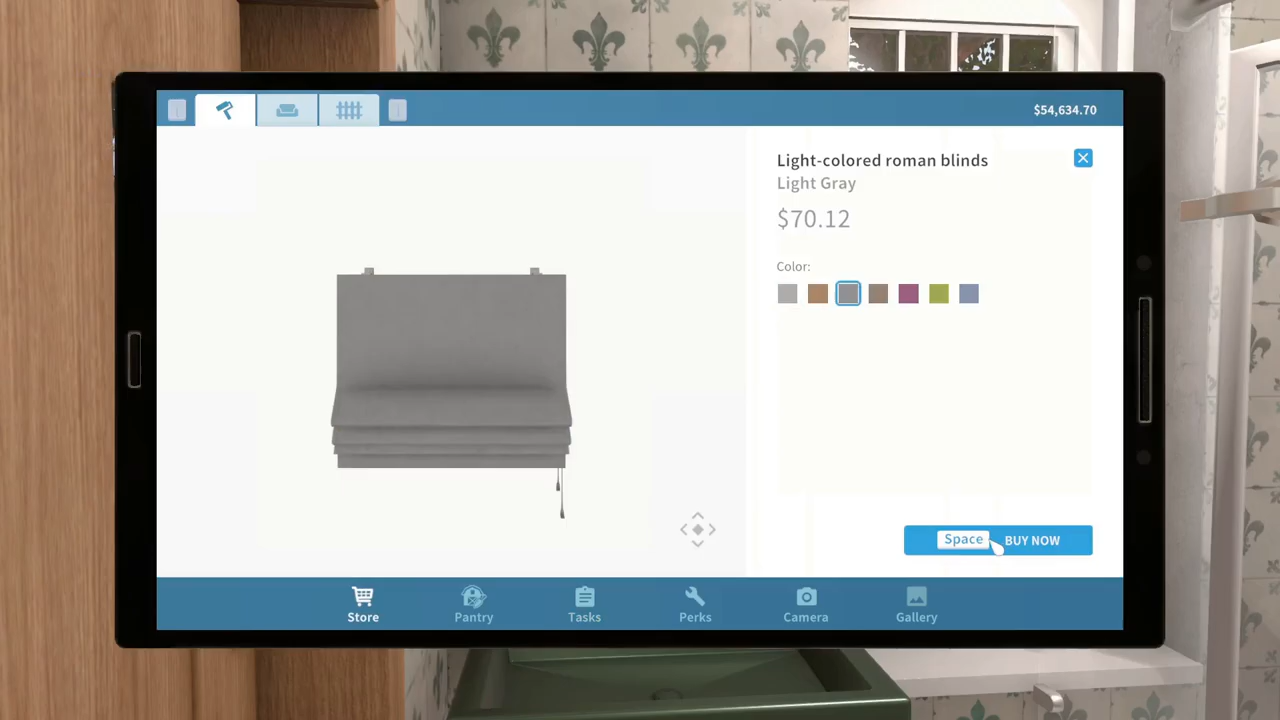 $54,634.70
Light-colored roman blinds
Light Gray
$70.12
Color:
Space BUY NOW
Store Pantry Tasks Perks Camera Gallery